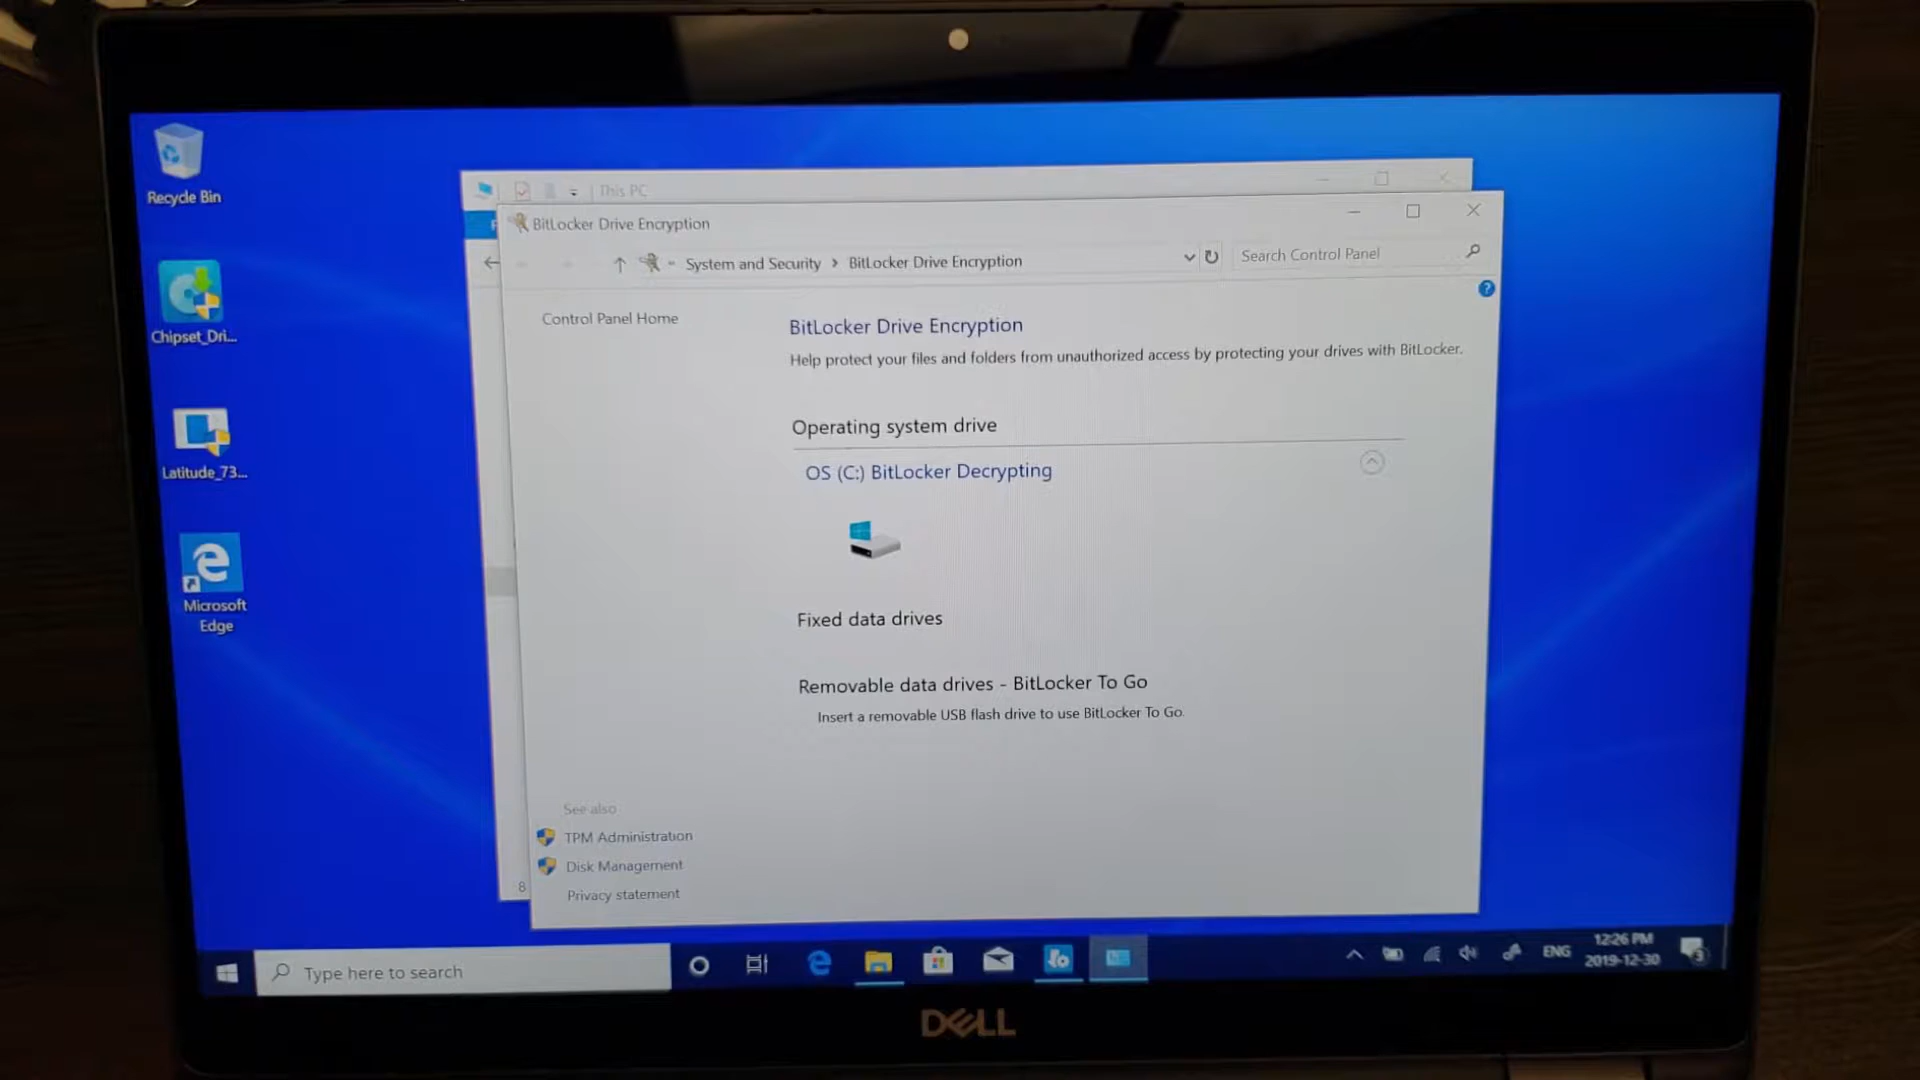 Recycle Bin
Chipset_Dri...
Latitude_73...
Microsoft
Edge
This PC
BitLocker Drive Encryption
System and Security › BitLocker Drive Encryption
Search Control Panel
?
Control Panel Home
BitLocker Drive Encryption
Help protect your files and folders from unauthorized access by protecting your drives with BitLocker.
Operating system drive
OS (C:) BitLocker Decrypting
Fixed data drives
Removable data drives - BitLocker To Go
Insert a removable USB flash drive to use BitLocker To Go.
See also
TPM Administration
Disk Management
Privacy statement
8
Type here to search
ENG
12:26 PM
2019-12-30
3
DELL